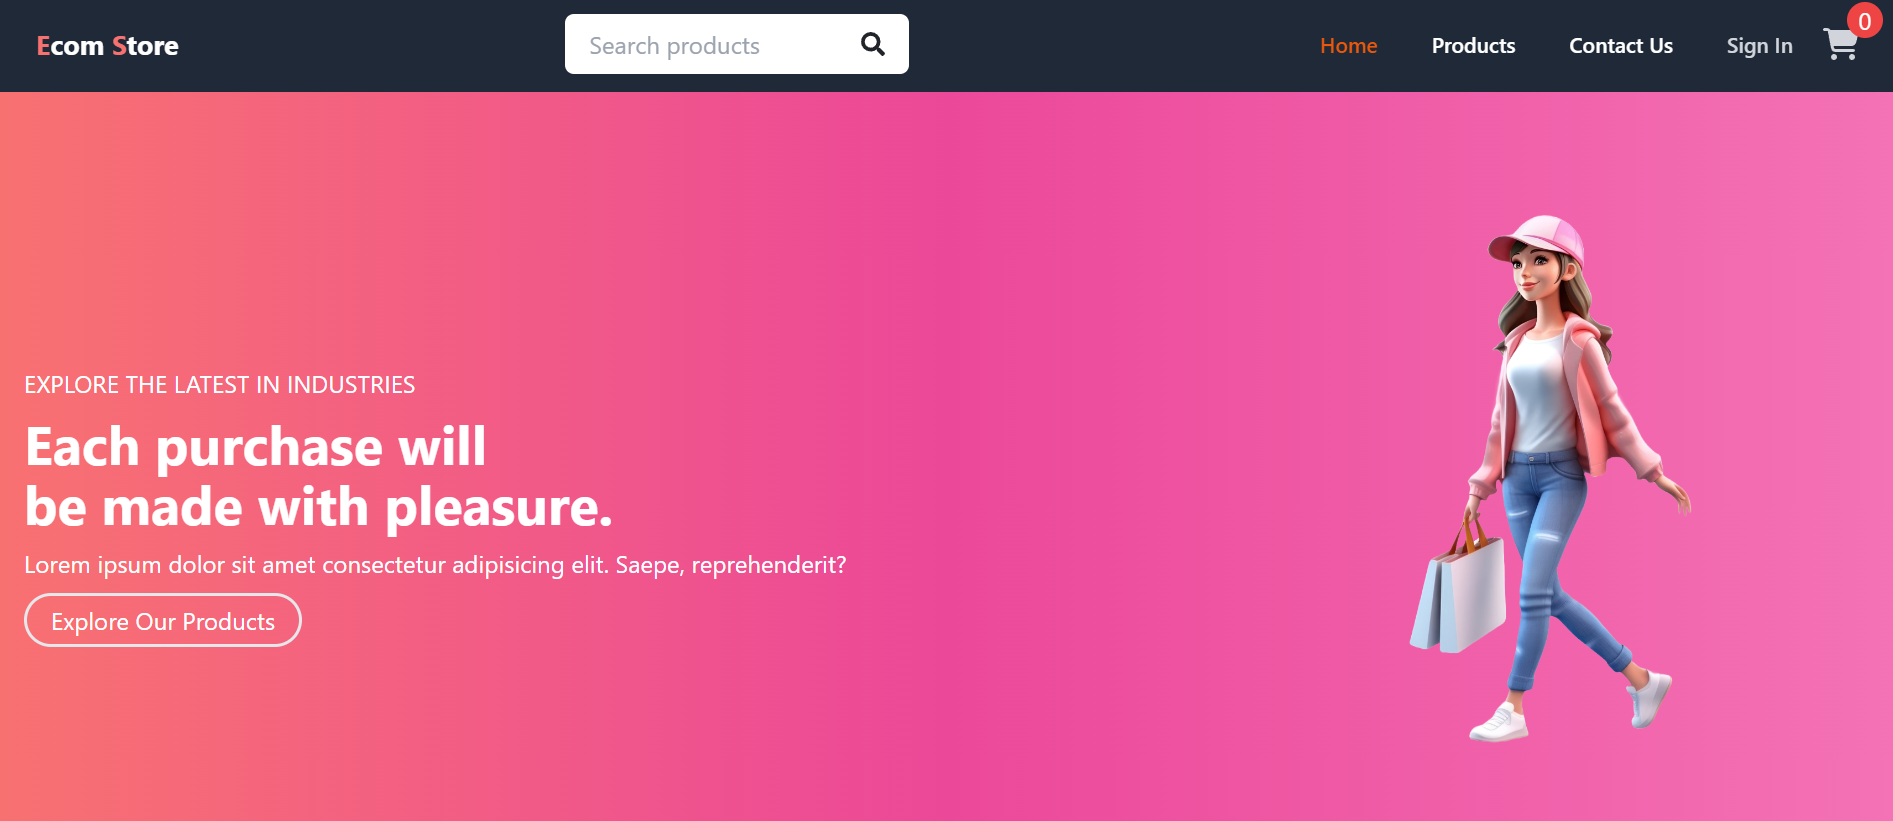 Ecom Store
Search products
Home
Products
Contact Us
Sign In
0
EXPLORE THE LATEST IN INDUSTRIES
Each purchase will
be made with pleasure.
Lorem ipsum dolor sit amet consectetur adipisicing elit. Saepe, reprehenderit?
Explore Our Products